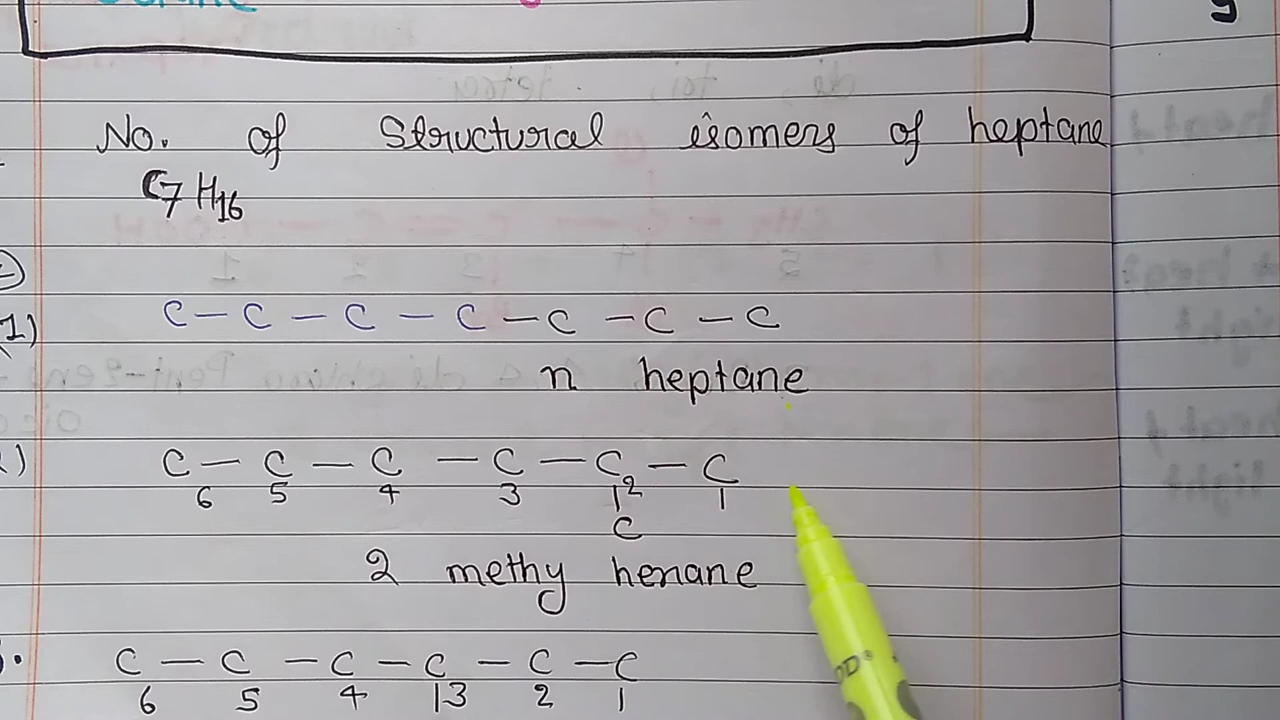 No. of Structural isomers of heptane
C7 H16
1) C – C – C – C – C – C – C
n heptane
C – C – C – C – C – C
6 5 4 3 2 1
C
2 methy henane
C – C – C – C – C – C
6 5 4 3 2 1